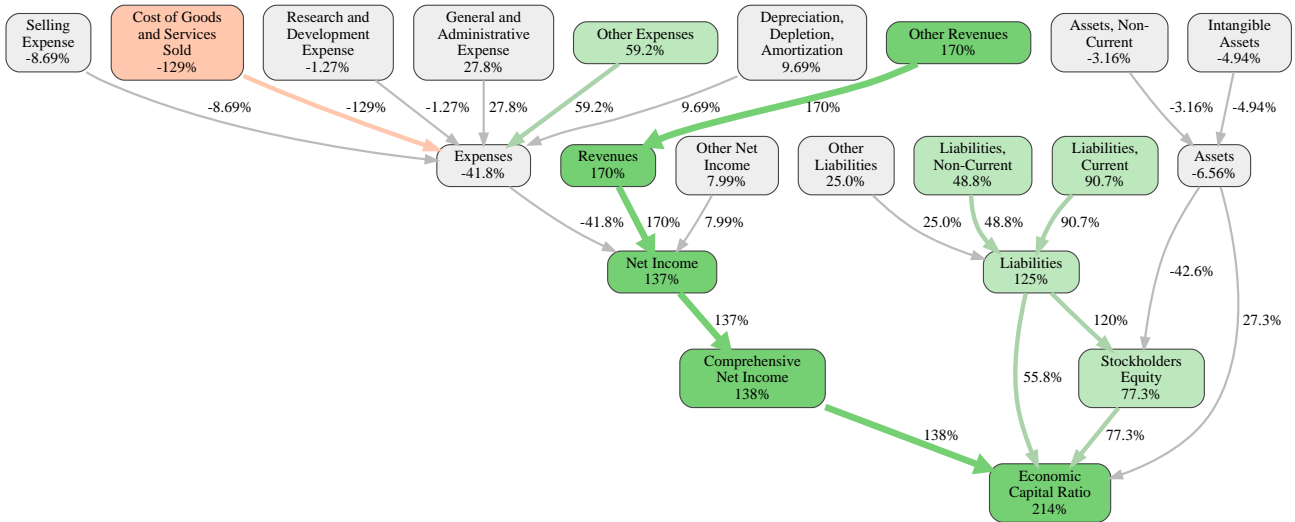 Selling
Expense
-8.69%
Cost of Goods
and Services
Sold
-129%
Research and
Development
Expense
-1.27%
General and
Administrative
Expense
27.8%
Other Expenses
59.2%
Depreciation,
Depletion,
Amortization
9.69%
Other Revenues
170%
Assets, Non-
Current
-3.16%
Intangible
Assets
-4.94%
-8.69%
-129%
-1.27%
27.8%
59.2%
9.69%
170%
-3.16%
-4.94%
Expenses
-41.8%
Revenues
170%
Other Net
Income
7.99%
Other
Liabilities
25.0%
Liabilities,
Non-Current
48.8%
Liabilities,
Current
90.7%
Assets
-6.56%
-41.8%
170%
7.99%
25.0%
48.8%
90.7%
Net Income
137%
Liabilities
125%
-42.6%
137%
120%
27.3%
Comprehensive
Net Income
138%
55.8%
Stockholders
Equity
77.3%
138%
77.3%
Economic
Capital Ratio
214%